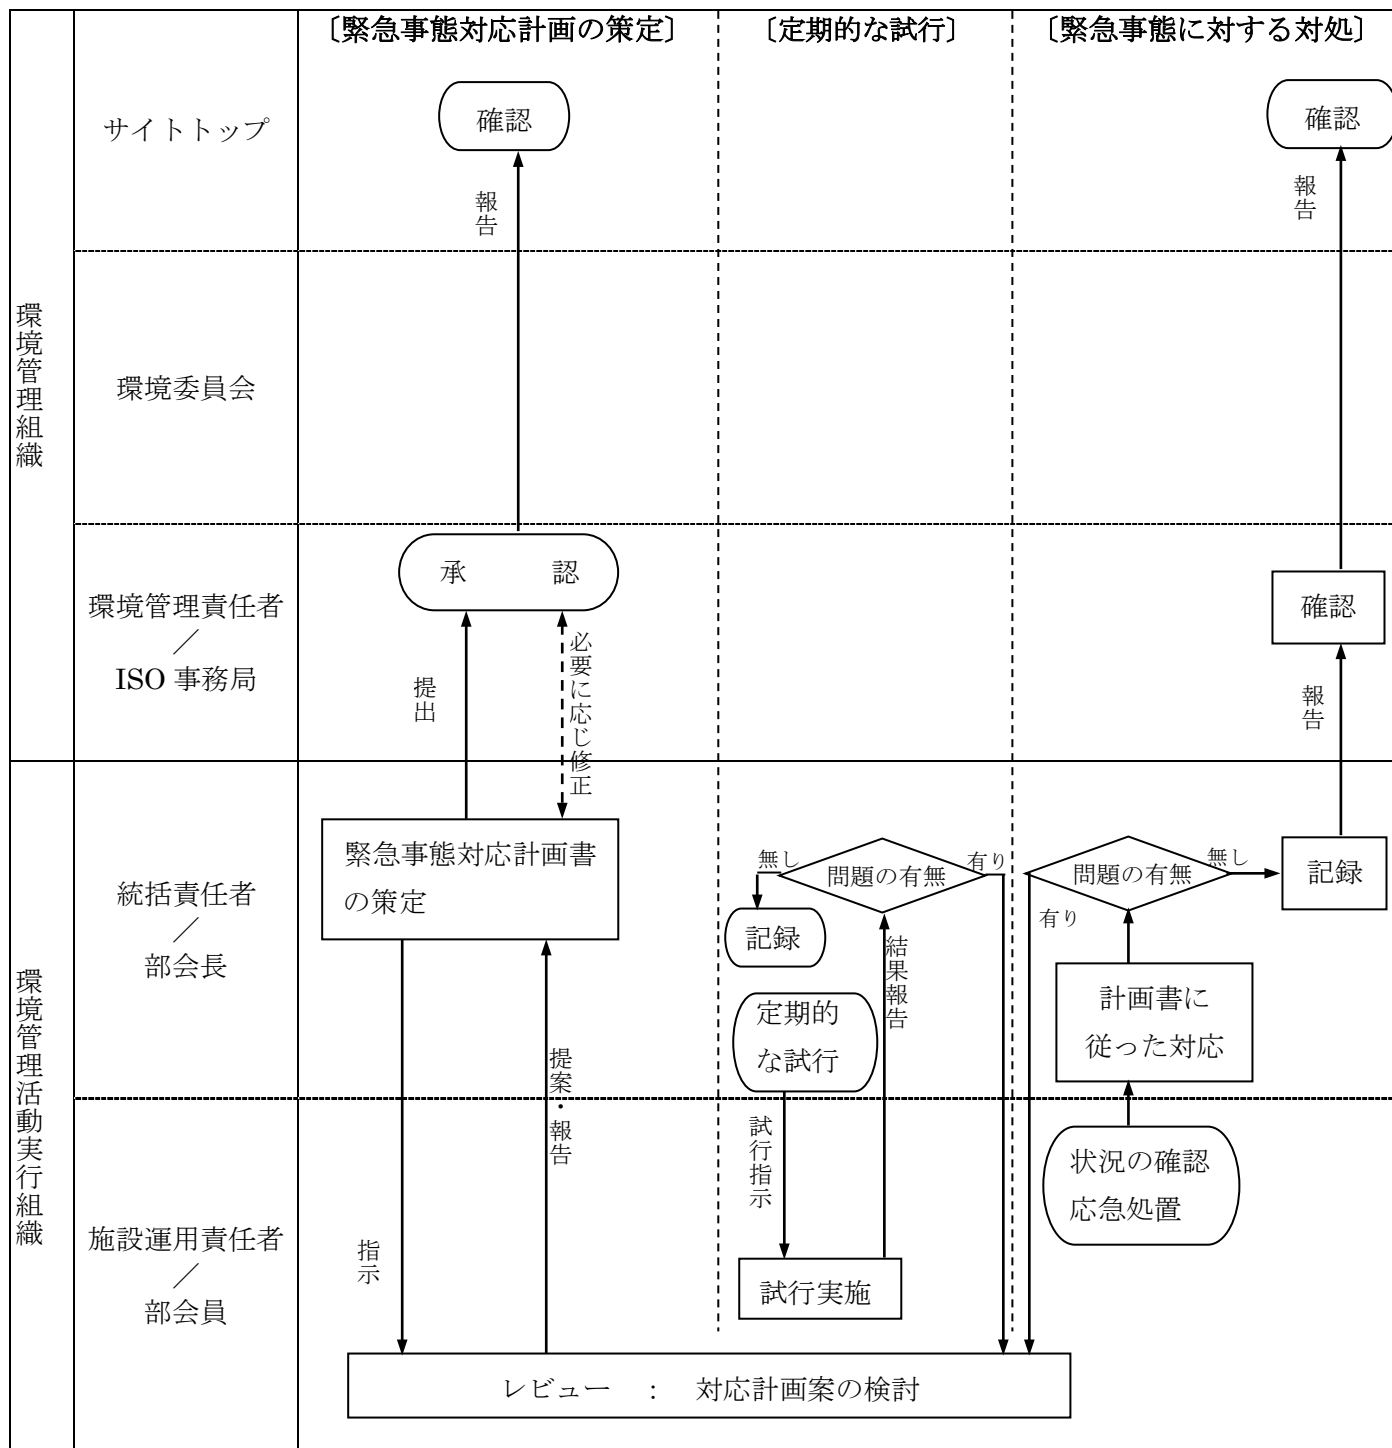 〔緊急事態対応計画の策定〕
〔定期的な試行〕
〔緊急事態に対する対処〕
環境管理組織
サイトトップ
確認
報告
確認
報告
環境委員会
環境管理責任者
／
ISO 事務局
承 認
提出
必要に応じ修正
確認
報告
環境管理活動実行組織
統括責任者
／
部会長
緊急事態対応計画書
の策定
無し
問題の有無
有り
記録
結果報告
定期的
な試行
問題の有無
無し
有り
記録
計画書に
従った対応
施設運用責任者
／
部会員
指示
提案・報告
試行指示
試行実施
状況の確認
応急処置
レビュー ： 対応計画案の検討